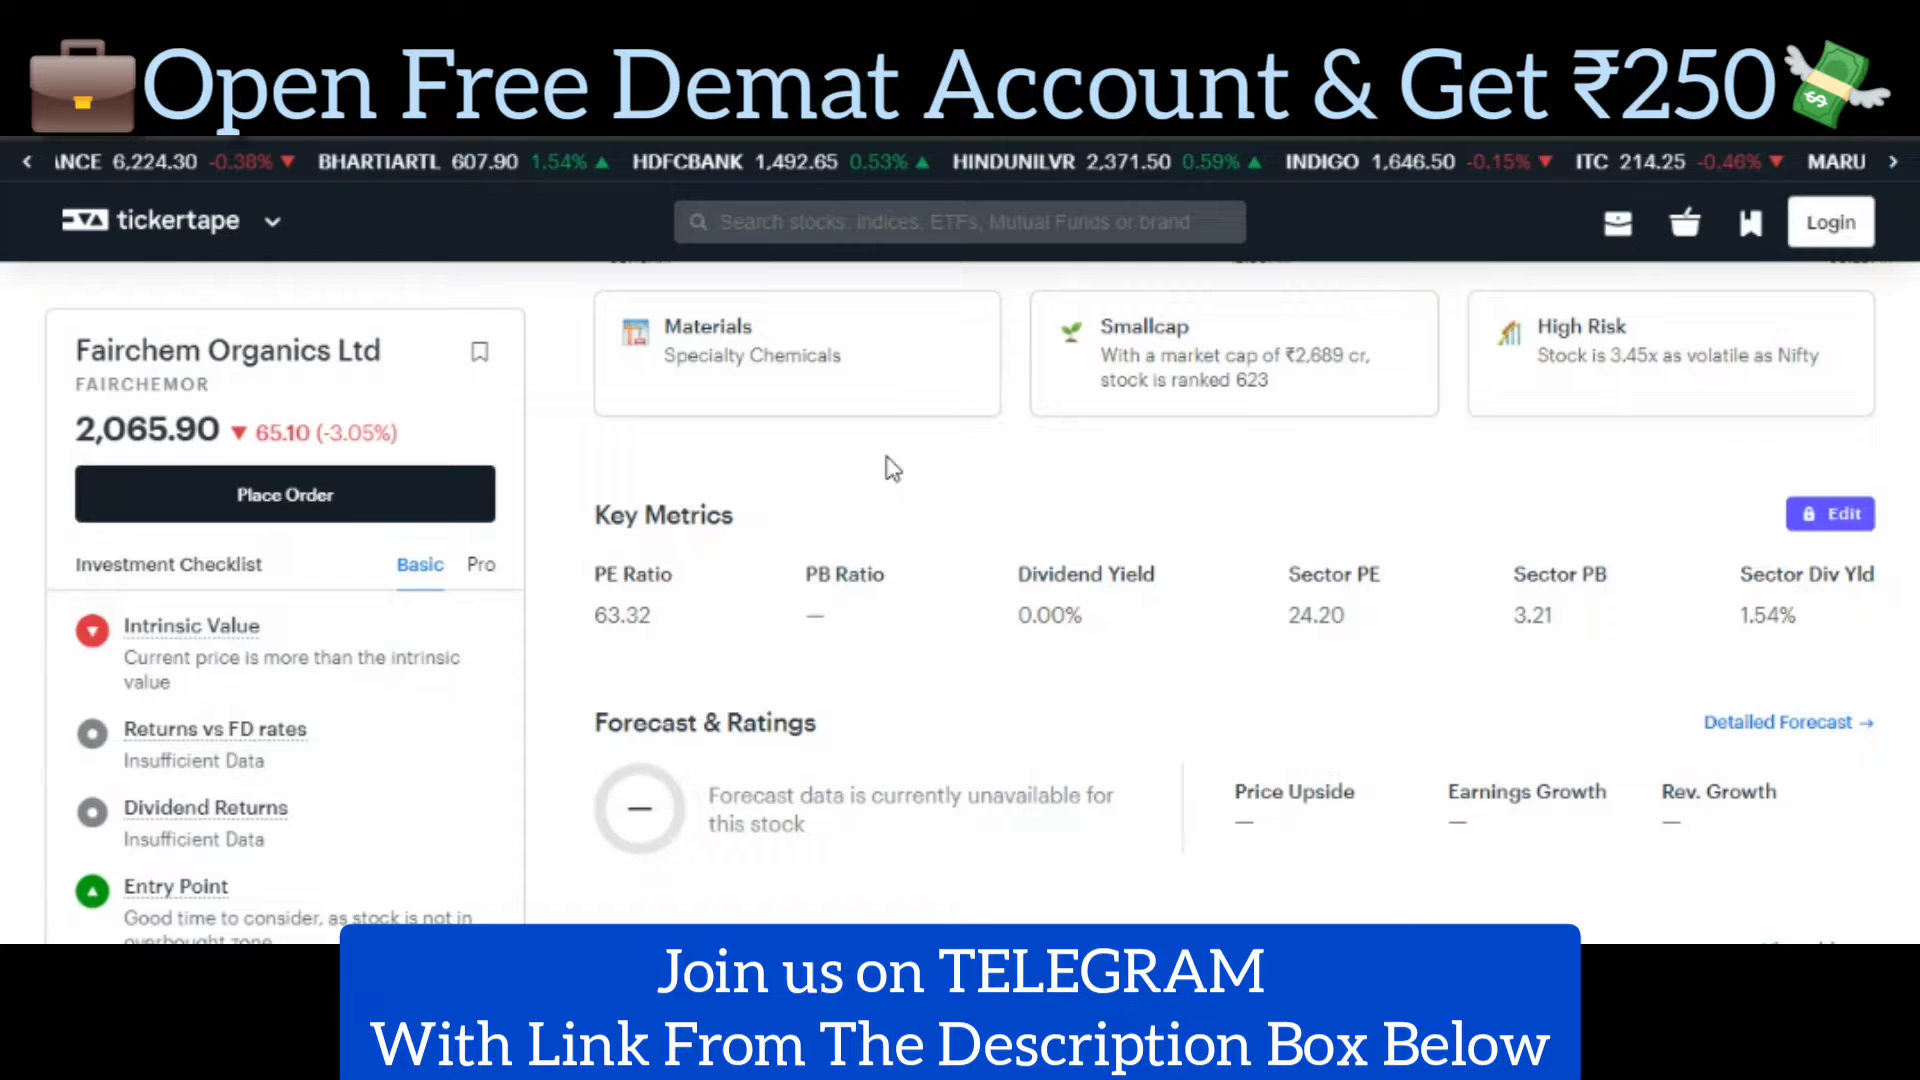 Open Free Demat Account & Get ₹250
ANCE 6,224.30 -0.38% ▼ BHARTIARTL 607.90 1.54% ▲ HDFCBANK 1,492.65 0.53% ▲ HINDUNILVR 2,371.50 0.59% ▲ INDIGO 1,646.50 -0.15% ▼ ITC 214.25 -0.46% ▼ MARU
tickertape
Search stocks, indices, ETFs, Mutual Funds or brand
Login
Fairchem Organics Ltd
FAIRCHEMOR
2,065.90 ▼ 65.10 (-3.05%)
Place Order
Investment Checklist Basic Pro
Intrinsic Value
Current price is more than the intrinsic
value
Returns vs FD rates
Insufficient Data
Dividend Returns
Insufficient Data
Entry Point
Good time to consider, as stock is not in
overbought zone
Materials
Specialty Chemicals
Smallcap
With a market cap of ₹2,689 cr,
stock is ranked 623
High Risk
Stock is 3.45x as volatile as Nifty
Key Metrics
Edit
PE Ratio PB Ratio Dividend Yield Sector PE Sector PB Sector Div Yld
63.32 — 0.00% 24.20 3.21 1.54%
Forecast & Ratings
Detailed Forecast →
Forecast data is currently unavailable for
this stock
Price Upside Earnings Growth Rev. Growth
— — —
Join us on TELEGRAM
With Link From The Description Box Below